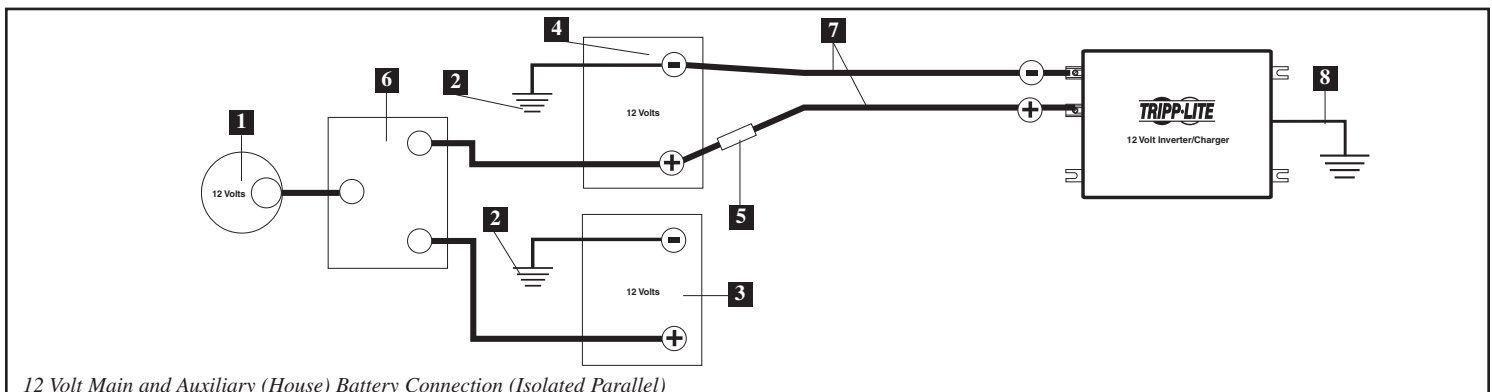 4
7
2
6
8
1
12 Volts
TRIPP·LITE
12 Volt Inverter/Charger
12 Volts
2
5
12 Volts
3
12 Volt Main and Auxiliary (House) Battery Connection (Isolated Parallel)